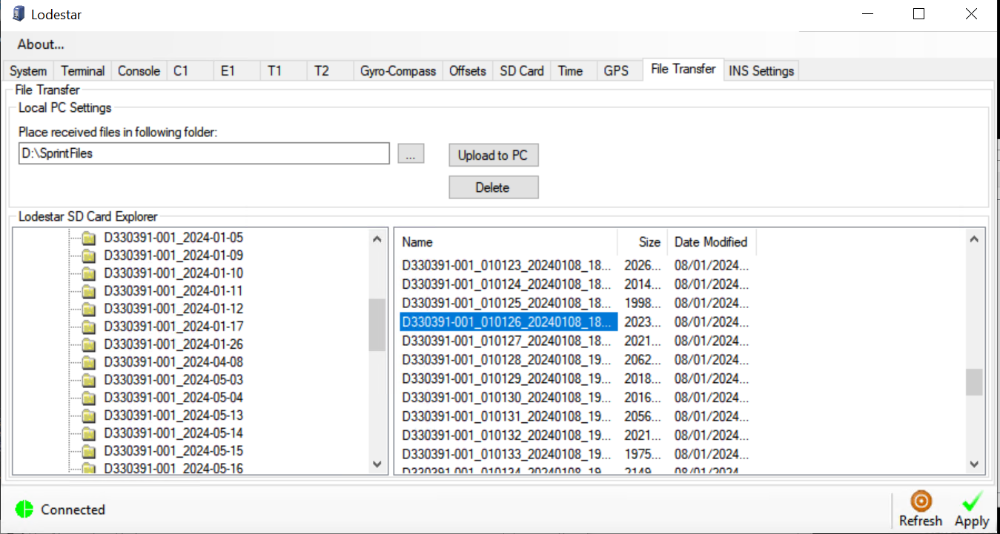 Lodestar
About...
System Terminal Console C1 E1 T1 T2 Gyro-Compass Offsets SD Card Time GPS File Transfer INS Settings
File Transfer
Local PC Settings
Place received files in following folder:
D:\SprintFiles
...
Upload to PC
Delete
Lodestar SD Card Explorer
D330391-001_2024-01-05
D330391-001_2024-01-09
D330391-001_2024-01-10
D330391-001_2024-01-11
D330391-001_2024-01-12
D330391-001_2024-01-17
D330391-001_2024-01-26
D330391-001_2024-04-08
D330391-001_2024-05-03
D330391-001_2024-05-04
D330391-001_2024-05-13
D330391-001_2024-05-14
D330391-001_2024-05-15
D330391-001_2024-05-16
Name Size Date Modified
D330391-001_010123_20240108_18... 2026... 08/01/2024...
D330391-001_010124_20240108_18... 2014... 08/01/2024...
D330391-001_010125_20240108_18... 1998... 08/01/2024...
D330391-001_010126_20240108_18... 2023... 08/01/2024...
D330391-001_010127_20240108_18... 2021... 08/01/2024...
D330391-001_010128_20240108_19... 2062... 08/01/2024...
D330391-001_010129_20240108_19... 2018... 08/01/2024...
D330391-001_010130_20240108_19... 2016... 08/01/2024...
D330391-001_010131_20240108_19... 2056... 08/01/2024...
D330391-001_010132_20240108_19... 2021... 08/01/2024...
D330391-001_010133_20240108_19... 1975... 08/01/2024...
D330391-001_010134_20240108_19... 2149... 08/01/2024...
Connected
Refresh
Apply